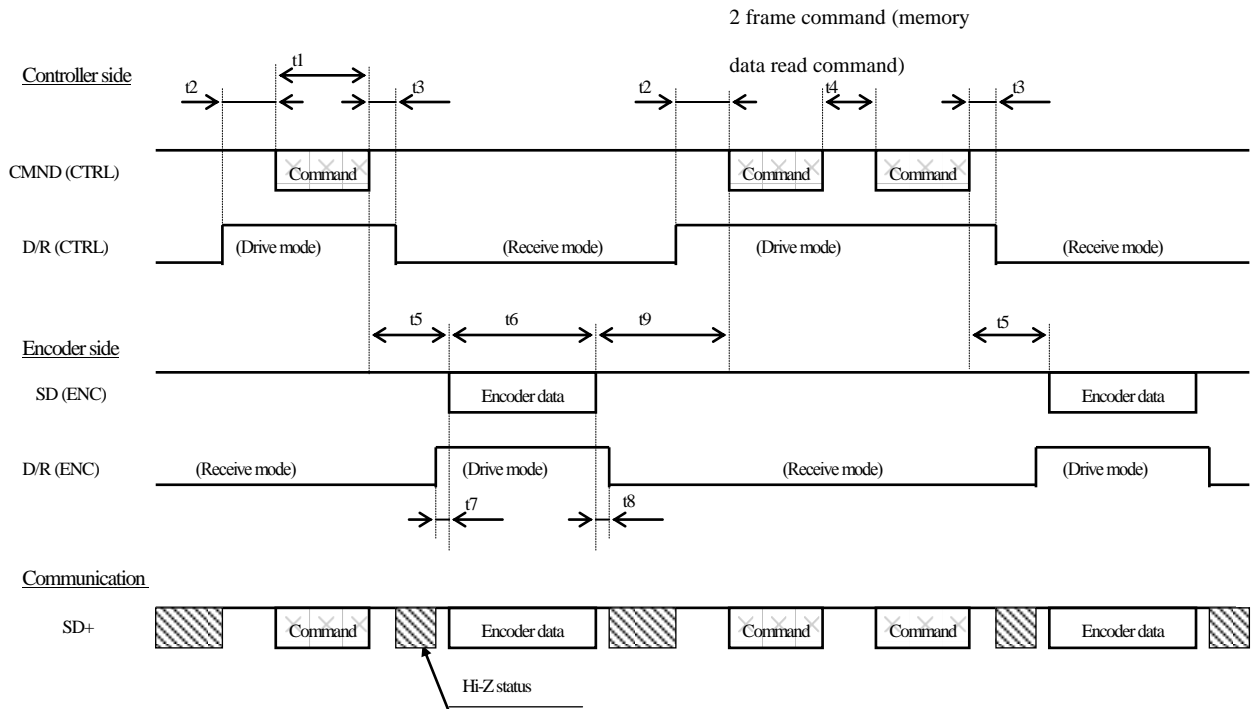 2 frame command (memory
data read command)
Controller side
t1
t2
t3
t2
t4
t3
CMND (CTRL)
Command
Command
Command
D/R (CTRL)
(Drive mode)
(Receive mode)
(Drive mode)
(Receive mode)
t5
t6
t9
t5
Encoder side
SD (ENC)
Encoder data
Encoder data
D/R (ENC)
(Receive mode)
(Drive mode)
(Receive mode)
(Drive mode)
t7
t8
Communication
SD+
Command
Encoder data
Command
Command
Encoder data
Hi-Z status